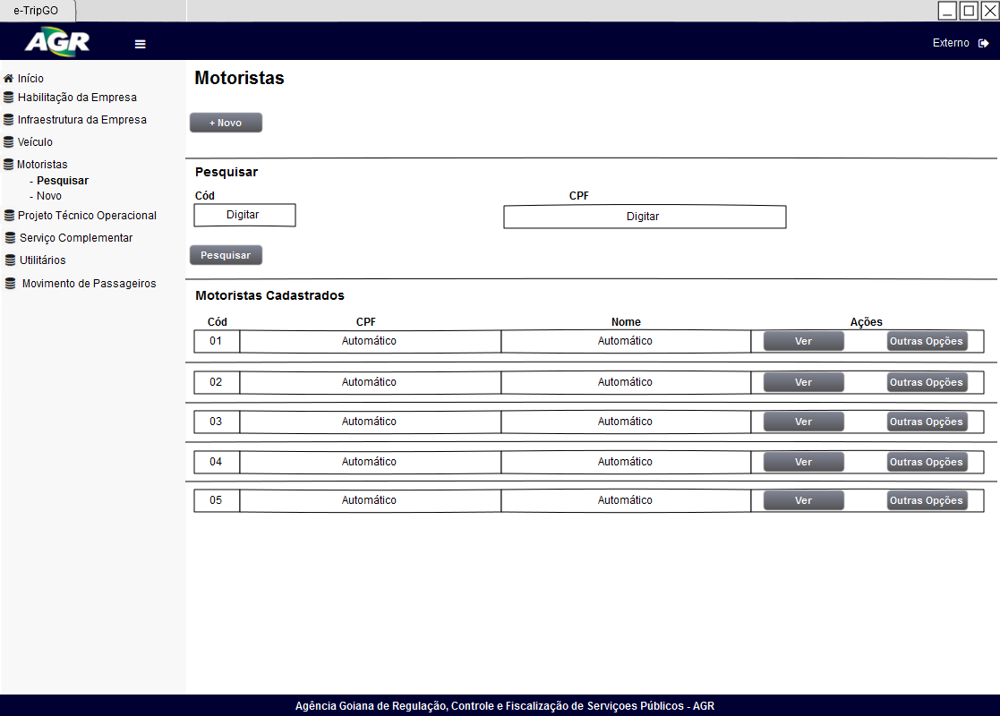 e-TripGO
AGR
Externo
Início
Habilitação da Empresa
Infraestrutura da Empresa
Veículo
Motoristas
- Pesquisar
- Novo
Projeto Técnico Operacional
Serviço Complementar
Utilitários
Movimento de Passageiros
Motoristas
+ Novo
Pesquisar
Cód CPF
Digitar Digitar
Pesquisar
Motoristas Cadastrados
Cód CPF Nome Ações
01 Automático Automático Ver Outras Opções
02 Automático Automático Ver Outras Opções
03 Automático Automático Ver Outras Opções
04 Automático Automático Ver Outras Opções
05 Automático Automático Ver Outras Opções
Agência Goiana de Regulação, Controle e Fiscalização de Serviçoes Públicos - AGR